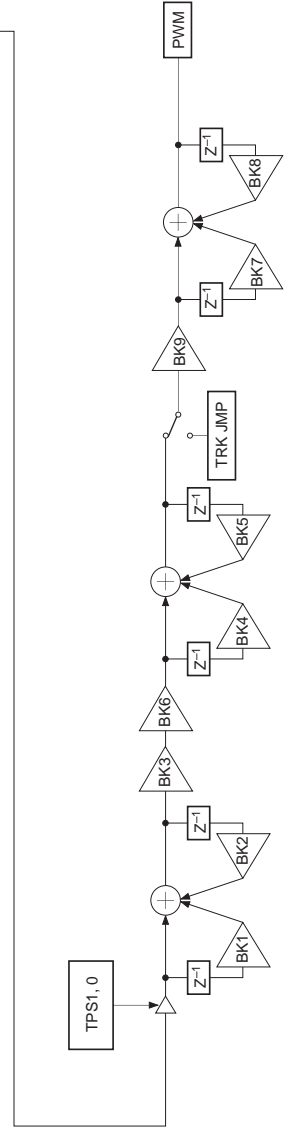 TPS1, 0
Z⁻¹
BK1
BK2
Z⁻¹
BK3
BK6
Z⁻¹
BK4
BK5
Z⁻¹
TRK JMP
BK9
Z⁻¹
BK7
BK8
Z⁻¹
PWM